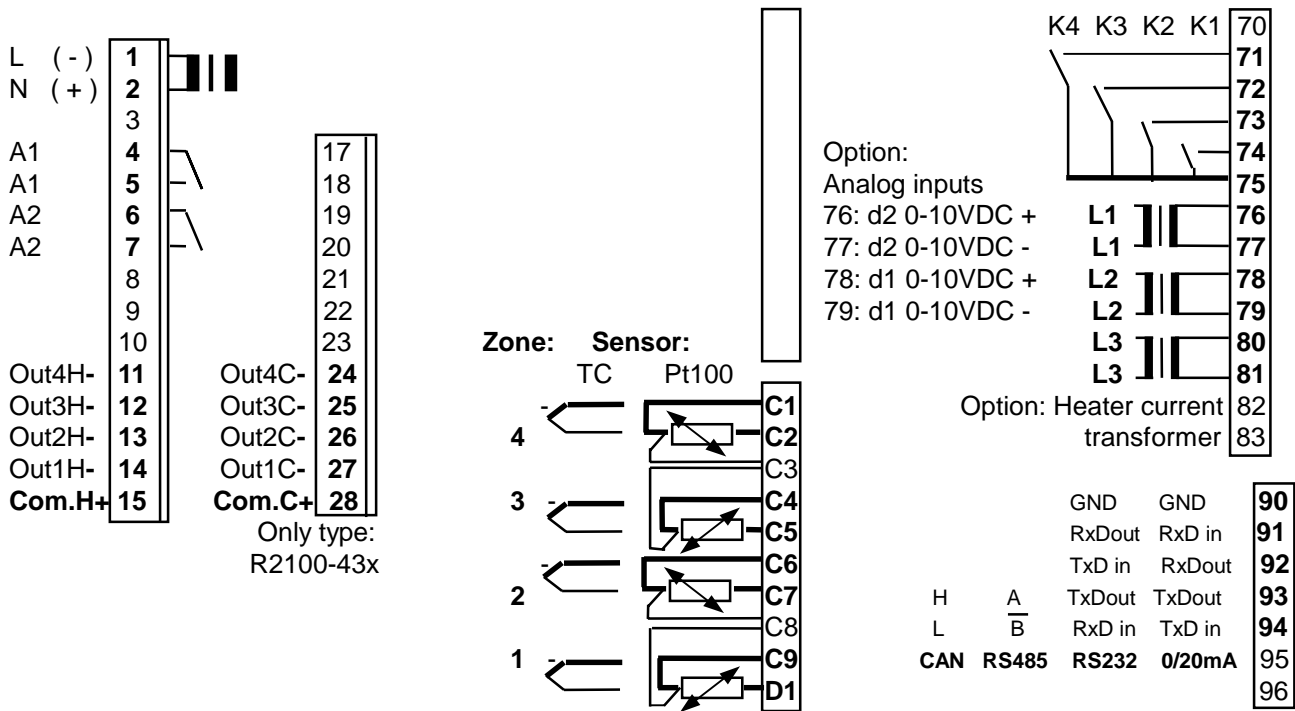 L ( - ) 1
N ( + ) 2
3
A1 4
A1 5
A2 6
A2 7
8
9
10
Out4H- 11
Out3H- 12
Out2H- 13
Out1H- 14
Com.H+ 15
17
18
19
20
21
22
23
Out4C- 24
Out3C- 25
Out2C- 26
Out1C- 27
Com.C+ 28
Only type:
R2100-43x
Zone: Sensor:
TC Pt100
4
3
2
1
-
-
-
-
C1
C2
C3
C4
C5
C6
C7
C8
C9
D1
K4 K3 K2 K1 70
71
72
73
74
75
Option:
Analog inputs
76: d2 0-10VDC + L1 76
77: d2 0-10VDC - L1 77
78: d1 0-10VDC + L2 78
79: d1 0-10VDC - L2 79
L3 80
L3 81
Option: Heater current 82
transformer 83
GND GND 90
RxDout RxD in 91
TxD in RxDout 92
H A TxDout TxDout 93
L B̅ RxD in TxD in 94
CAN RS485 RS232 0/20mA 95
96